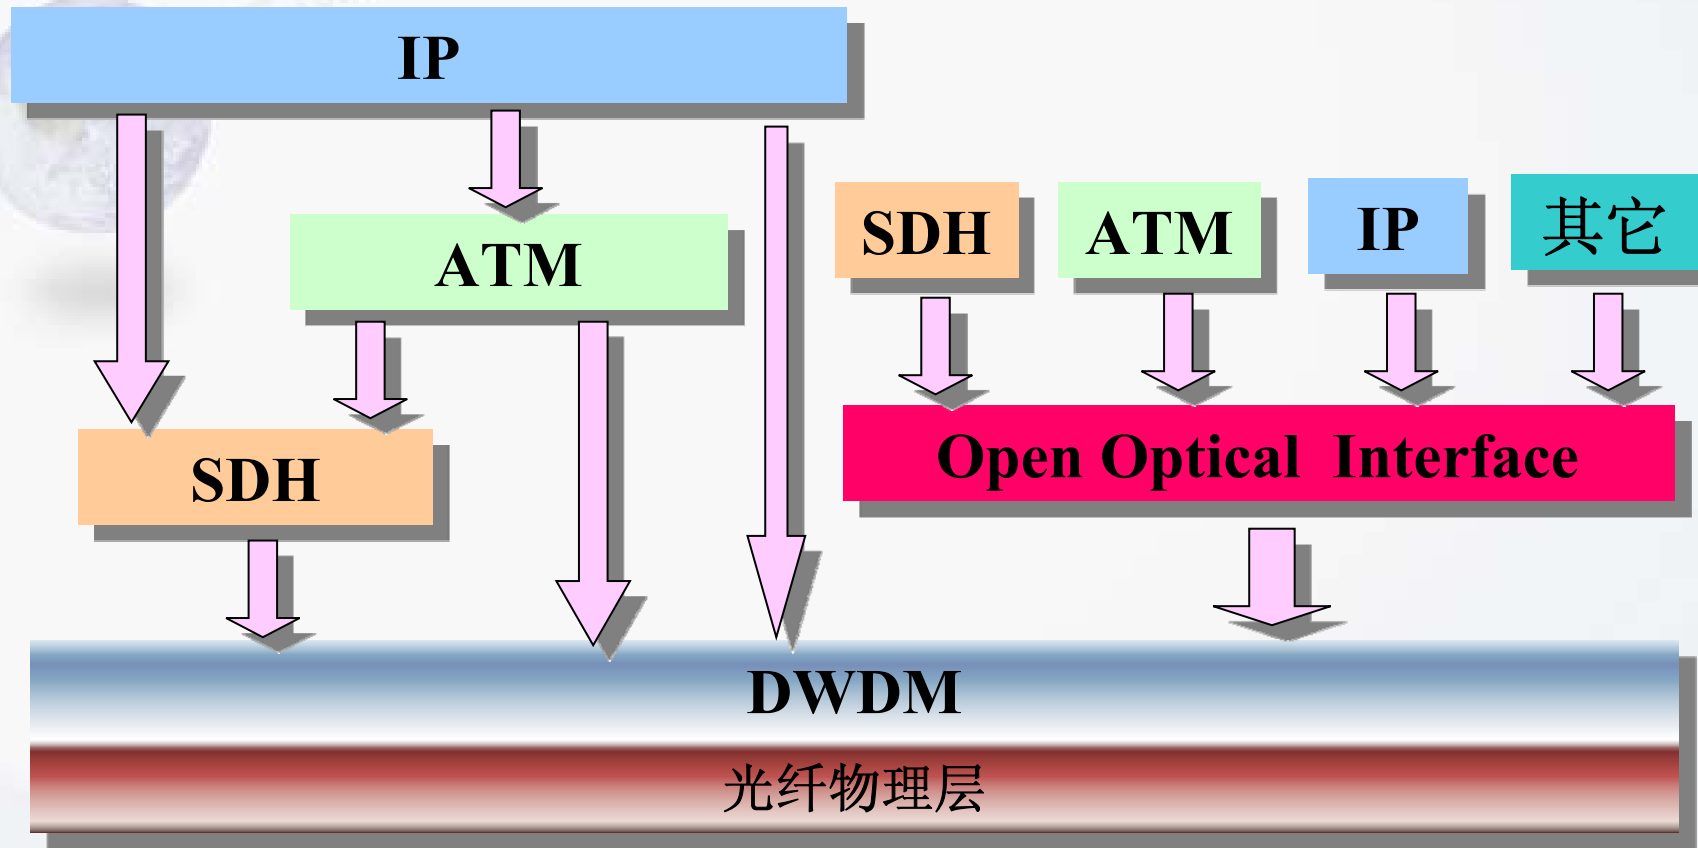 IP
ATM
SDH
SDH
ATM
IP
其它
Open Optical Interface
DWDM
光纤物理层